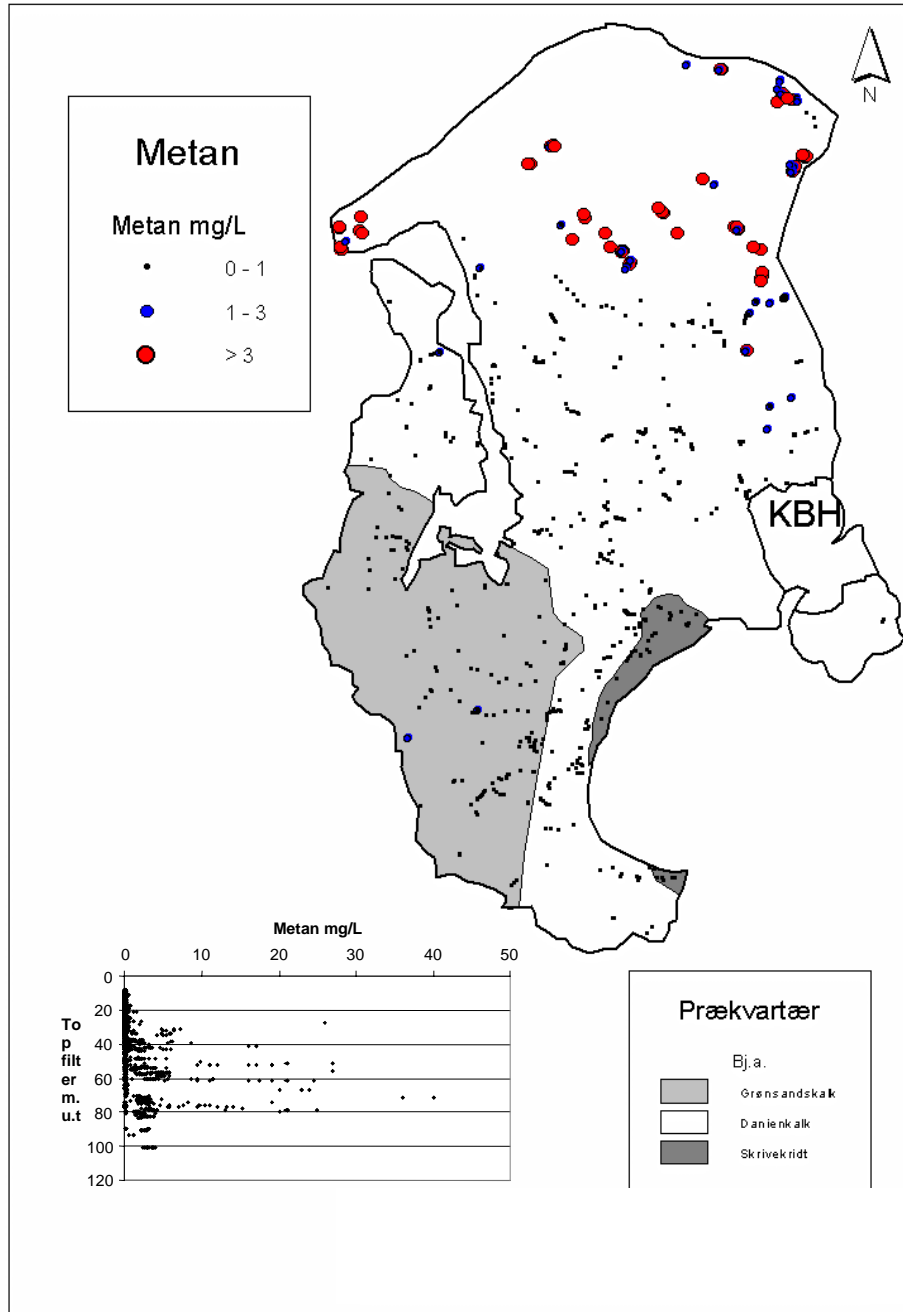 N
Metan
Metan mg/L
0 - 1
1 - 3
> 3
KBH
Metan mg/L
0 10 20 30 40 50
0
20
40
60
80
100
120
To
p
filt
er
m.
u.t
Prækvartær
Bj.a.
Grønsandskalk
Danienkalk
Skrivekridt